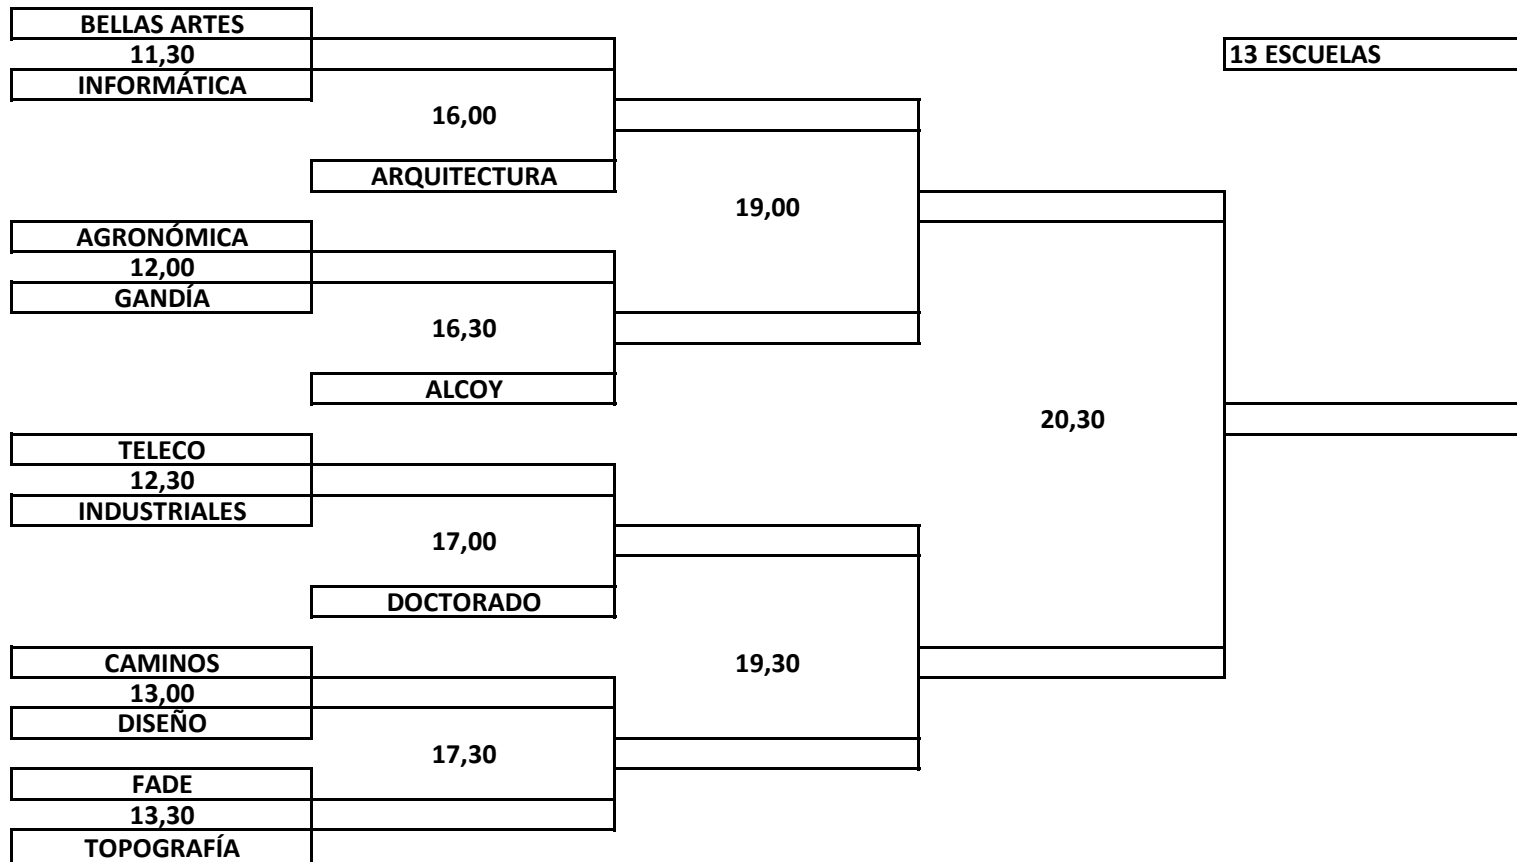 BELLAS ARTES
11,30
13 ESCUELAS
INFORMÁTICA
16,00
ARQUITECTURA
19,00
AGRONÓMICA
12,00
GANDÍA
16,30
ALCOY
20,30
TELECO
12,30
INDUSTRIALES
17,00
DOCTORADO
CAMINOS
19,30
13,00
DISEÑO
17,30
FADE
13,30
TOPOGRAFÍA